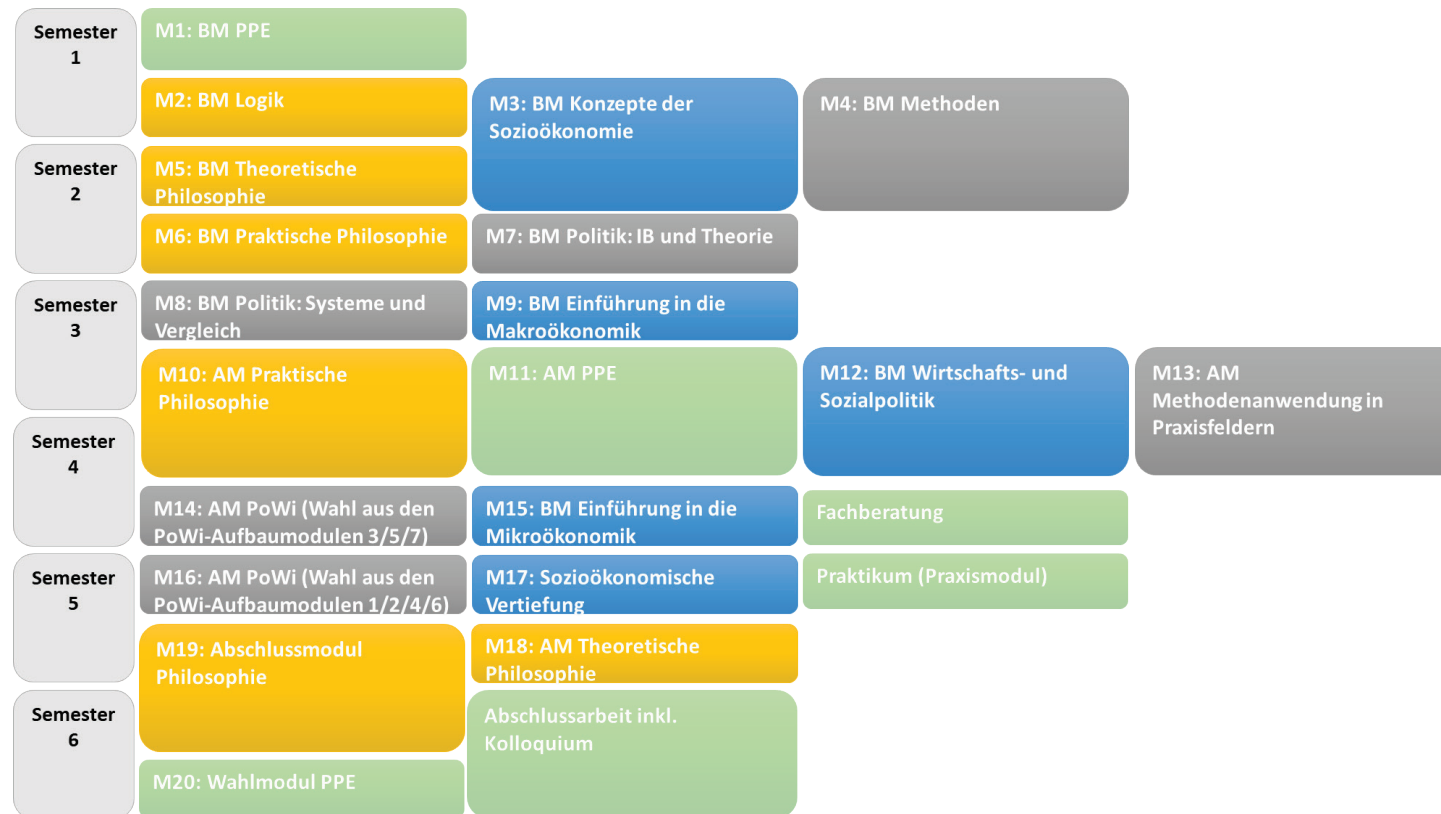 Semester
1
M1: BM PPE
M2: BM Logik
M3: BM Konzepte der
Sozioökonomie
M4: BM Methoden
Semester
2
M5: BM Theoretische
Philosophie
M6: BM Praktische Philosophie
M7: BM Politik: IB und Theorie
Semester
3
M8: BM Politik: Systeme und
Vergleich
M9: BM Einführung in die
Makroökonomik
M10: AM Praktische
Philosophie
M11: AM PPE
M12: BM Wirtschafts- und
Sozialpolitik
M13: AM
Methodenanwendung in
Praxisfeldern
Semester
4
M14: AM PoWi (Wahl aus den
PoWi-Aufbaumodulen 3/5/7)
M15: BM Einführung in die
Mikroökonomik
Fachberatung
Semester
5
M16: AM PoWi (Wahl aus den
PoWi-Aufbaumodulen 1/2/4/6)
M17: Sozioökonomische
Vertiefung
Praktikum (Praxismodul)
M19: Abschlussmodul
Philosophie
M18: AM Theoretische
Philosophie
Semester
6
Abschlussarbeit inkl.
Kolloquium
M20: Wahlmodul PPE